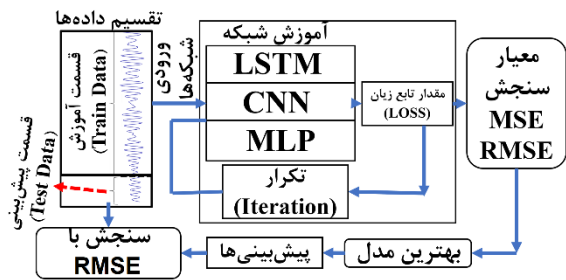 تقسیم داده‌ها
قسمت آموزش
(Train Data)
قسمت پیش‌بینی
(Test Data)
ورودی
شبکه‌ها
آموزش شبکه
LSTM
CNN
MLP
تکرار
(Iteration)
مقدار تابع زیان
(LOSS)
معیار
سنجش
MSE
RMSE
بهترین مدل
پیش‌بینی‌ها
سنجش با
RMSE